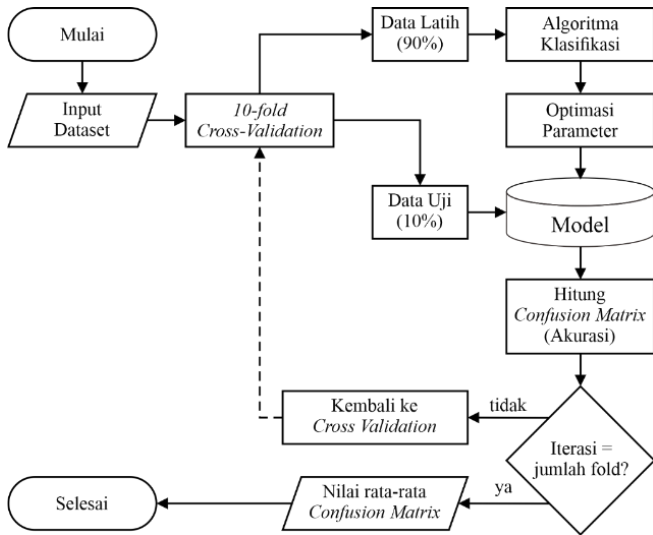 Mulai
Input
Dataset
10-fold
Cross-Validation
Data Latih
(90%)
Algoritma
Klasifikasi
Optimasi
Parameter
Data Uji
(10%)
Model
Hitung
Confusion Matrix
(Akurasi)
Iterasi =
jumlah fold?
tidak
Kembali ke
Cross Validation
ya
Nilai rata-rata
Confusion Matrix
Selesai